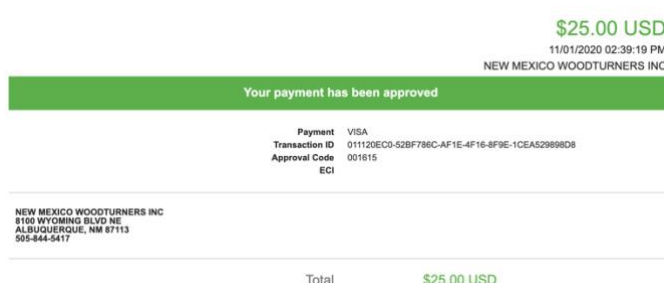 $25.00 USD
11/01/2020 02:39:19 PM
NEW MEXICO WOODTURNERS INC
Your payment has been approved
Payment VISA
Transaction ID 011120EC0-52BF786C-AF1E-4F16-8F9E-1CEA529898D8
Approval Code 001615
ECI
NEW MEXICO WOODTURNERS INC
8100 WYOMING BLVD NE
ALBUQUERQUE, NM 87113
505-844-5417
Total $25.00 USD